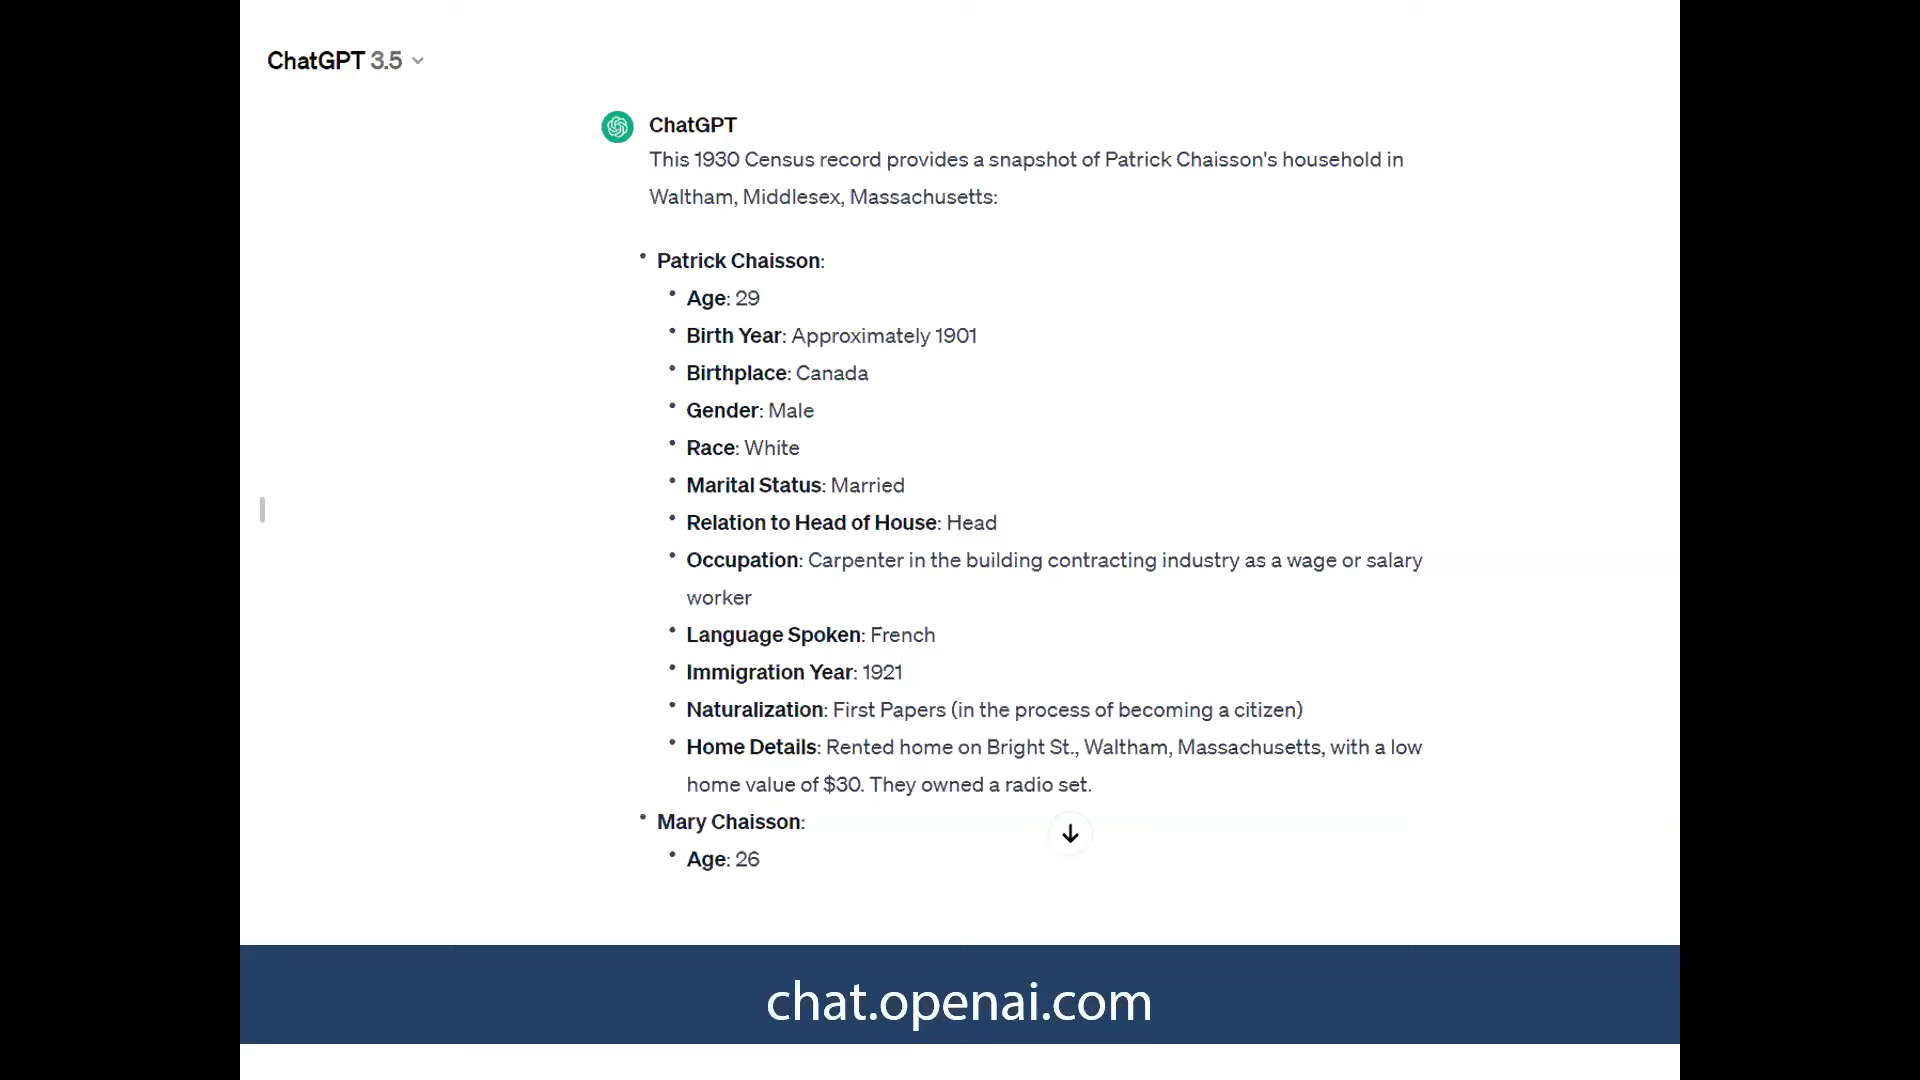 ChatGPT 3.5
ChatGPT
This 1930 Census record provides a snapshot of Patrick Chaisson's household in
Waltham, Middlesex, Massachusetts:
• Patrick Chaisson:
• Age: 29
• Birth Year: Approximately 1901
• Birthplace: Canada
• Gender: Male
• Race: White
• Marital Status: Married
• Relation to Head of House: Head
• Occupation: Carpenter in the building contracting industry as a wage or salary
worker
• Language Spoken: French
• Immigration Year: 1921
• Naturalization: First Papers (in the process of becoming a citizen)
• Home Details: Rented home on Bright St., Waltham, Massachusetts, with a low
home value of $30. They owned a radio set.
• Mary Chaisson:
• Age: 26
chat.openai.com